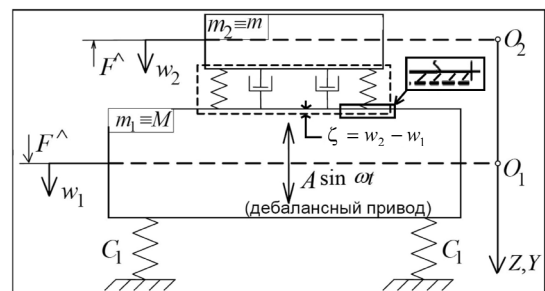 m₂≡m
F^
w₂
O₂
m₁≡M
ζ = w₂ − w₁
F^
w₁
A sin ωt
O₁
(дебалансный привод)
C₁
C₁
Z,Y